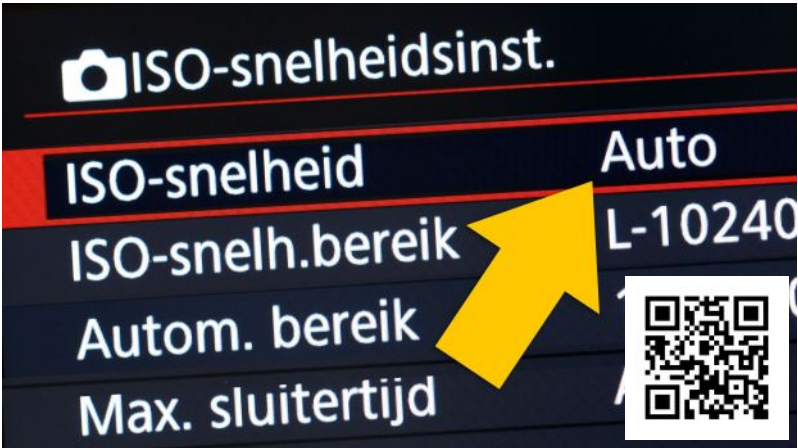 ISO-snelheidsinst.
ISO-snelheid Auto
ISO-snelh.bereik L-10240
Autom. bereik
Max. sluitertijd